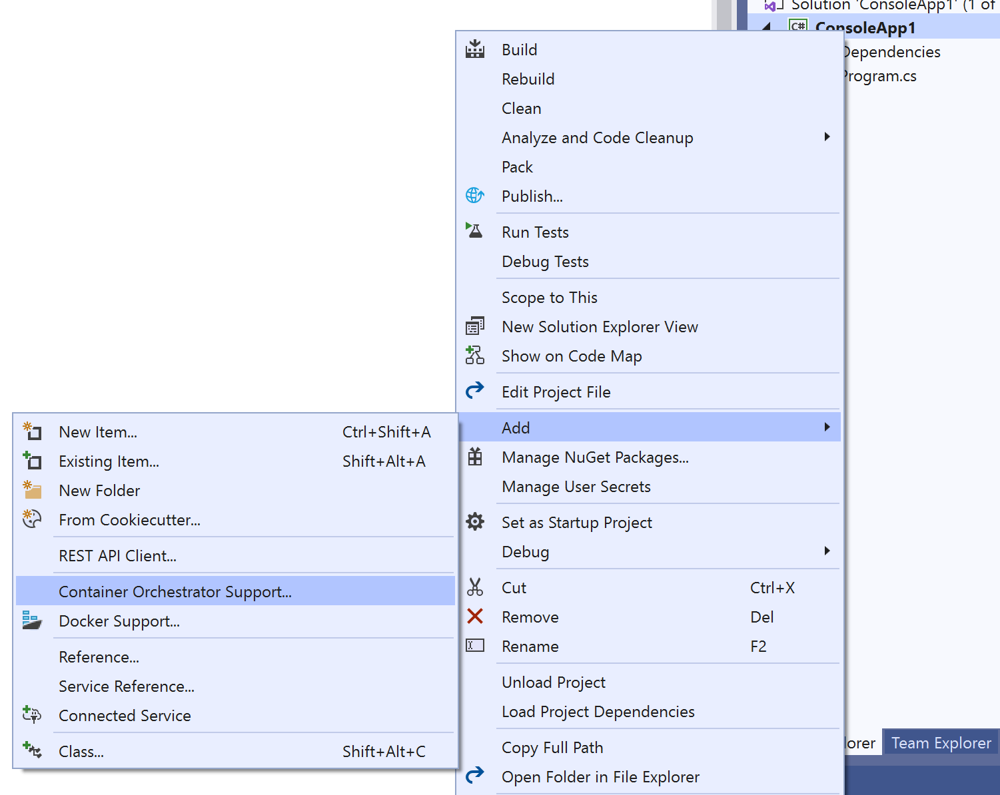 Solution 'ConsoleApp1' (1 of
C# ConsoleApp1
Dependencies
Program.cs
Build
Rebuild
Clean
Analyze and Code Cleanup
Pack
Publish...
Run Tests
Debug Tests
Scope to This
New Solution Explorer View
Show on Code Map
Edit Project File
Add
Manage NuGet Packages...
Manage User Secrets
Set as Startup Project
Debug
Cut Ctrl+X
Remove Del
Rename F2
Unload Project
Load Project Dependencies
Copy Full Path
Open Folder in File Explorer
New Item... Ctrl+Shift+A
Existing Item... Shift+Alt+A
New Folder
From Cookiecutter...
REST API Client...
Container Orchestrator Support...
Docker Support...
Reference...
Service Reference...
Connected Service
Class... Shift+Alt+C
lorer Team Explorer